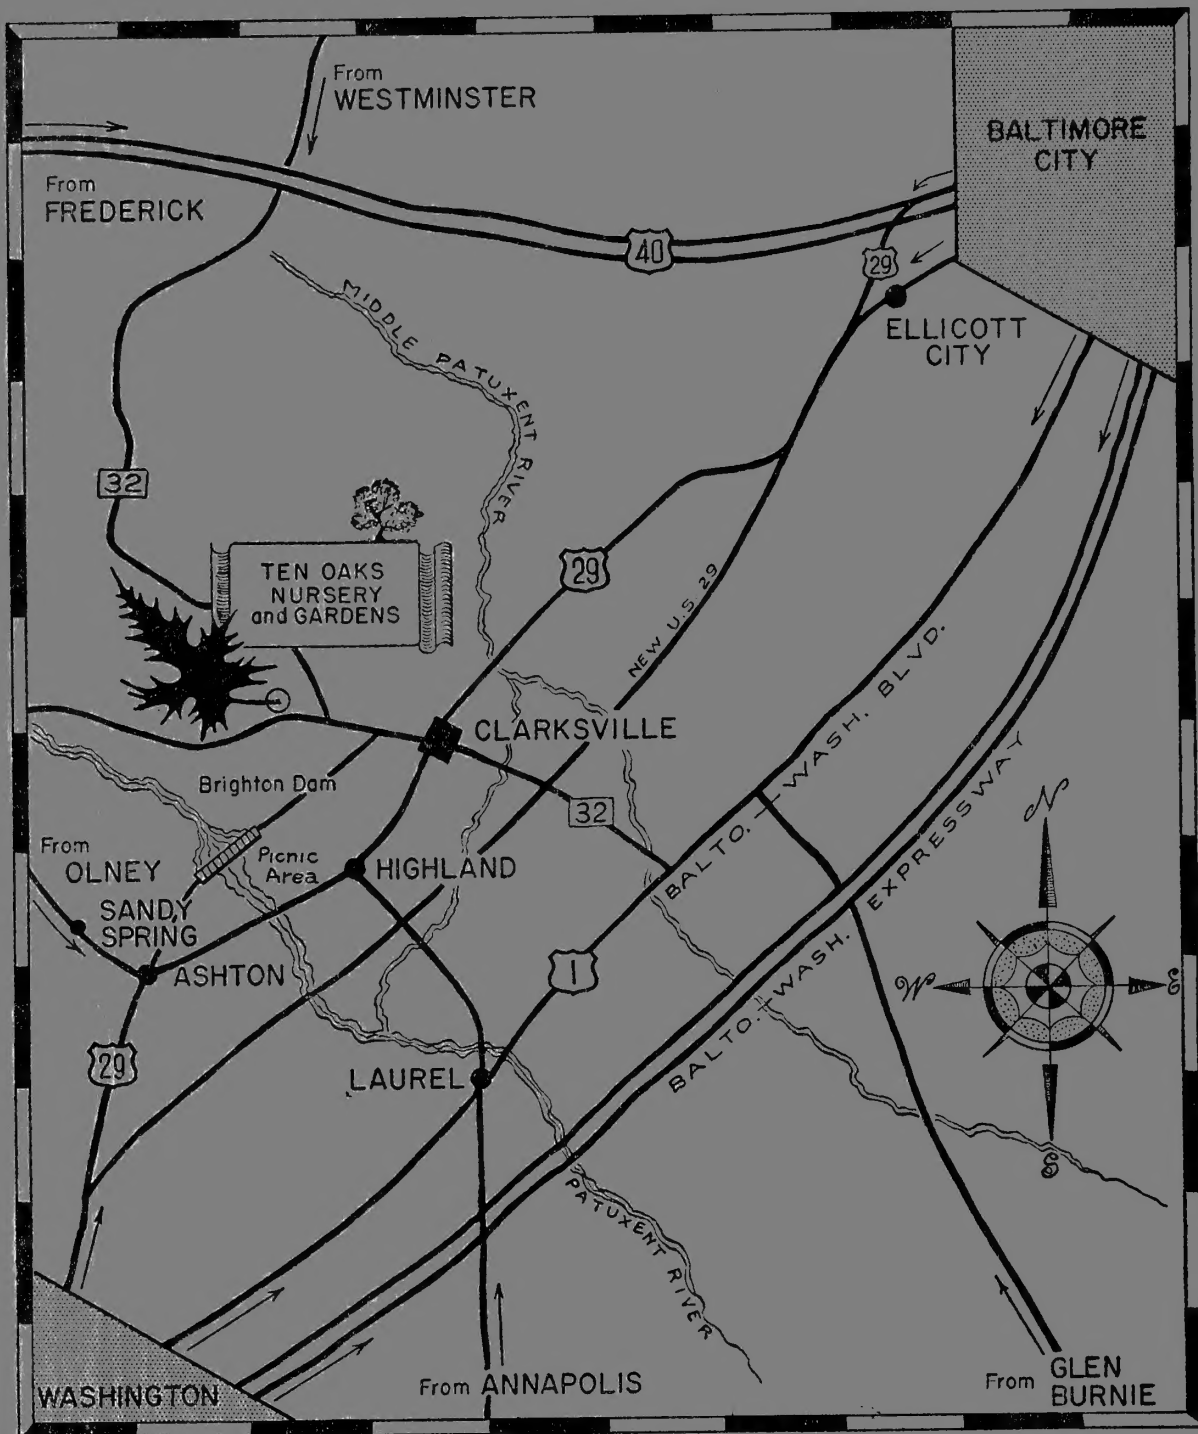 From
WESTMINSTER
BALTIMORE
CITY
From
FREDERICK
40
29
ELLICOTT
CITY
MIDDLE PATUXENT RIVER
32
TEN OAKS
NURSERY
and GARDENS
29
NEW U.S. 29
CLARKSVILLE
BALTO.-WASH. BLVD.
Brighton Dam
32
BALTO.-WASH. EXPRESSWAY
From
OLNEY
Picnic
Area
HIGHLAND
SANDY
SPRING
ASHTON
1
N
W
E
S
29
LAUREL
PATUXENT RIVER
WASHINGTON
From ANNAPOLIS
From GLEN
BURNIE